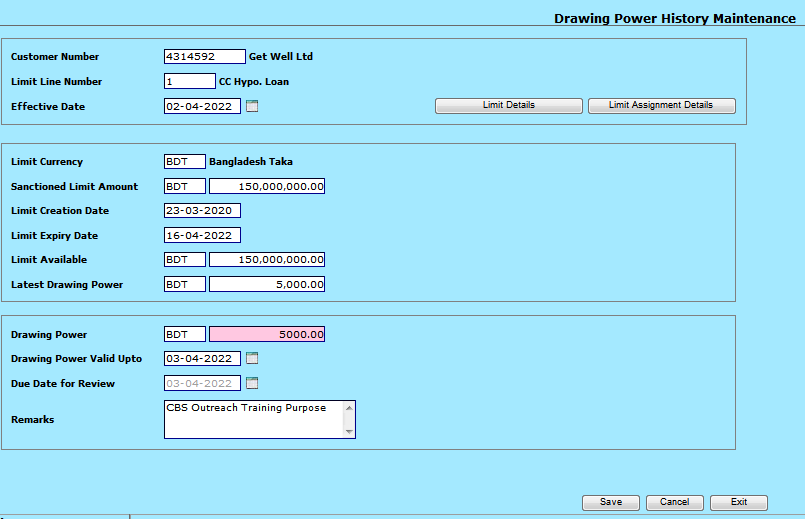 Drawing Power History Maintenance
Customer Number 4314592 Get Well Ltd
Limit Line Number 1 CC Hypo. Loan
Effective Date 02-04-2022 Limit Details Limit Assignment Details
Limit Currency BDT Bangladesh Taka
Sanctioned Limit Amount BDT 150,000,000.00
Limit Creation Date 23-03-2020
Limit Expiry Date 16-04-2022
Limit Available BDT 150,000,000.00
Latest Drawing Power BDT 5,000.00
Drawing Power BDT 5000.00
Drawing Power Valid Upto 03-04-2022
Due Date for Review 03-04-2022
Remarks CBS Outreach Training Purpose
Save Cancel Exit